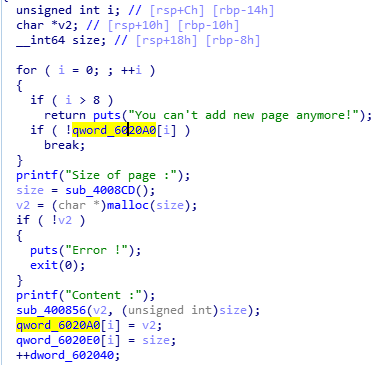 unsigned int i; // [rsp+Ch] [rbp-14h]
char *v2; // [rsp+10h] [rbp-10h]
__int64 size; // [rsp+18h] [rbp-8h]
for ( i = 0; ; ++i )
{
if ( i > 8 )
return puts("You can't add new page anymore!");
if ( !qword_6020A0[i] )
break;
}
printf("Size of page :");
size = sub_4008CD();
v2 = (char *)malloc(size);
if ( !v2 )
{
puts("Error !");
exit(0);
}
printf("Content :");
sub_400856(v2, (unsigned int)size);
qword_6020A0[i] = v2;
qword_6020E0[i] = size;
++dword_602040;